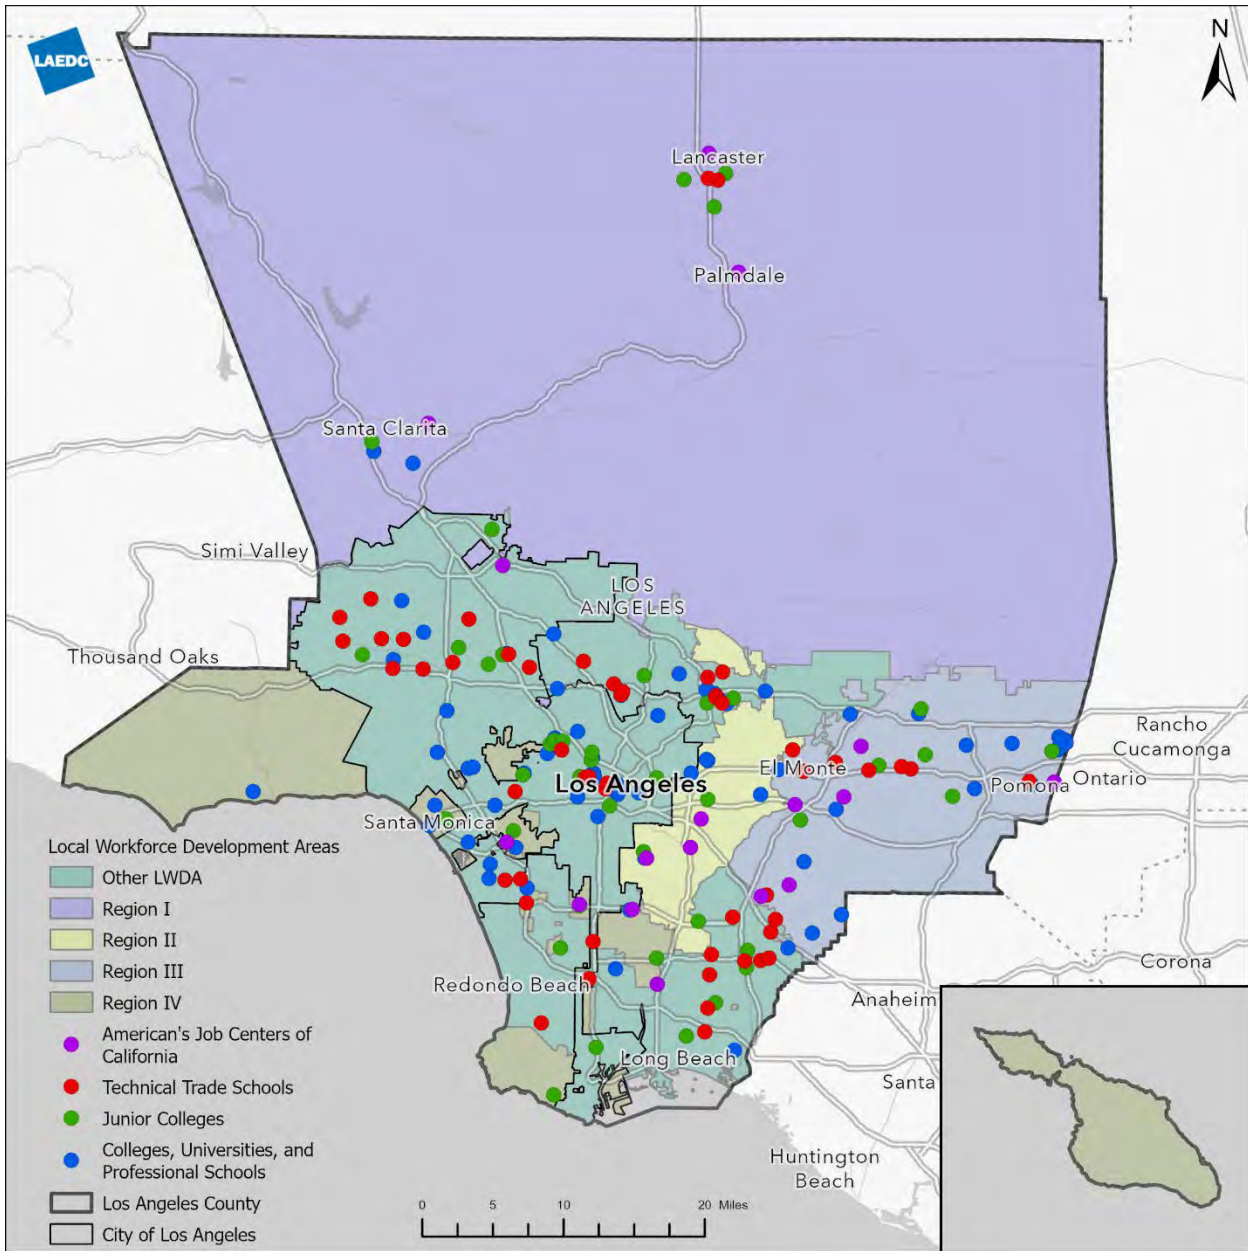 LAEDC
N
Lancaster
Palmdale
Santa Clarita
Simi Valley
LOS
ANGELES
Thousand Oaks
Rancho
Cucamonga
El Monte
Pomona
Ontario
Los Angeles
Santa Monica
Redondo Beach
Corona
Anaheim
Long Beach
Santa
Huntington
Beach
Local Workforce Development Areas
Other LWDA
Region I
Region II
Region III
Region IV
American's Job Centers of
California
Technical Trade Schools
Junior Colleges
Colleges, Universities, and
Professional Schools
Los Angeles County
City of Los Angeles
0 5 10 20 Miles